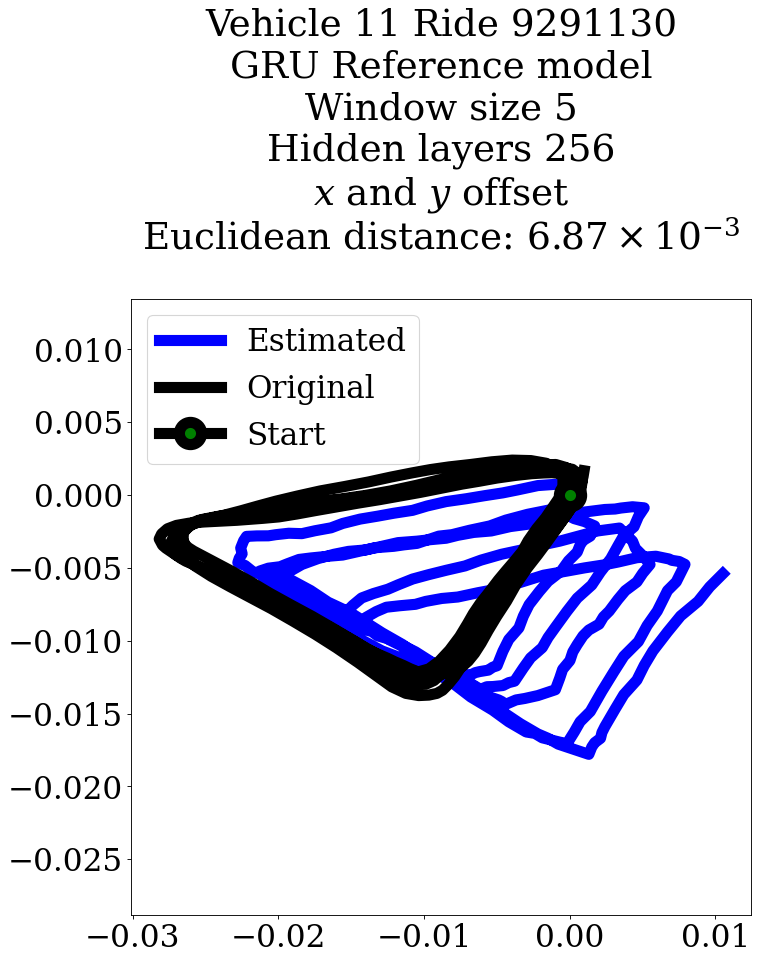 Vehicle 11 Ride 9291130
GRU Reference model
Window size 5
Hidden layers 256
x and y offset
Euclidean distance: 6.87 × 10⁻³
Estimated
Original
Start
0.010
0.005
0.000
−0.005
−0.010
−0.015
−0.020
−0.025
−0.03 −0.02 −0.01 0.00 0.01